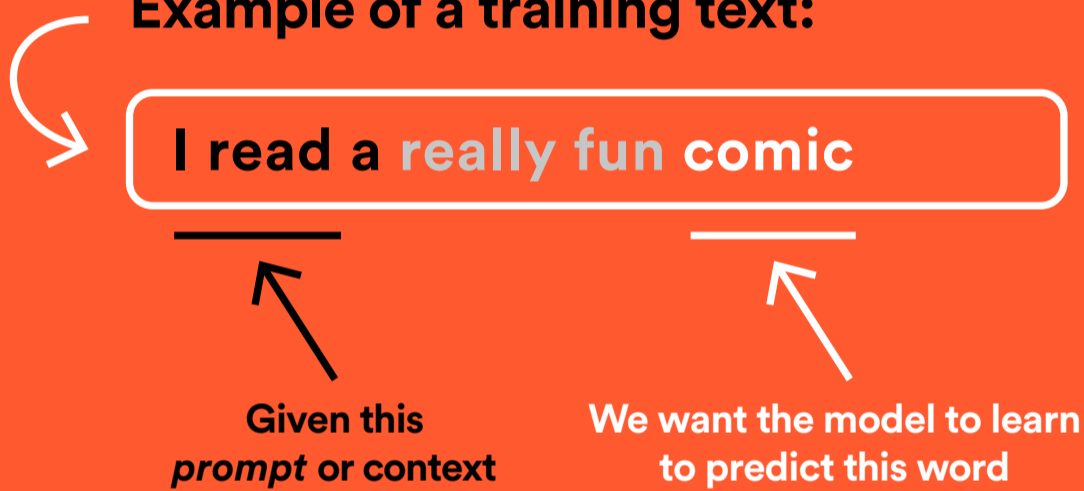 Example of a training text:
I read a really fun comic
Given this
prompt or context
We want the model to learn
to predict this word